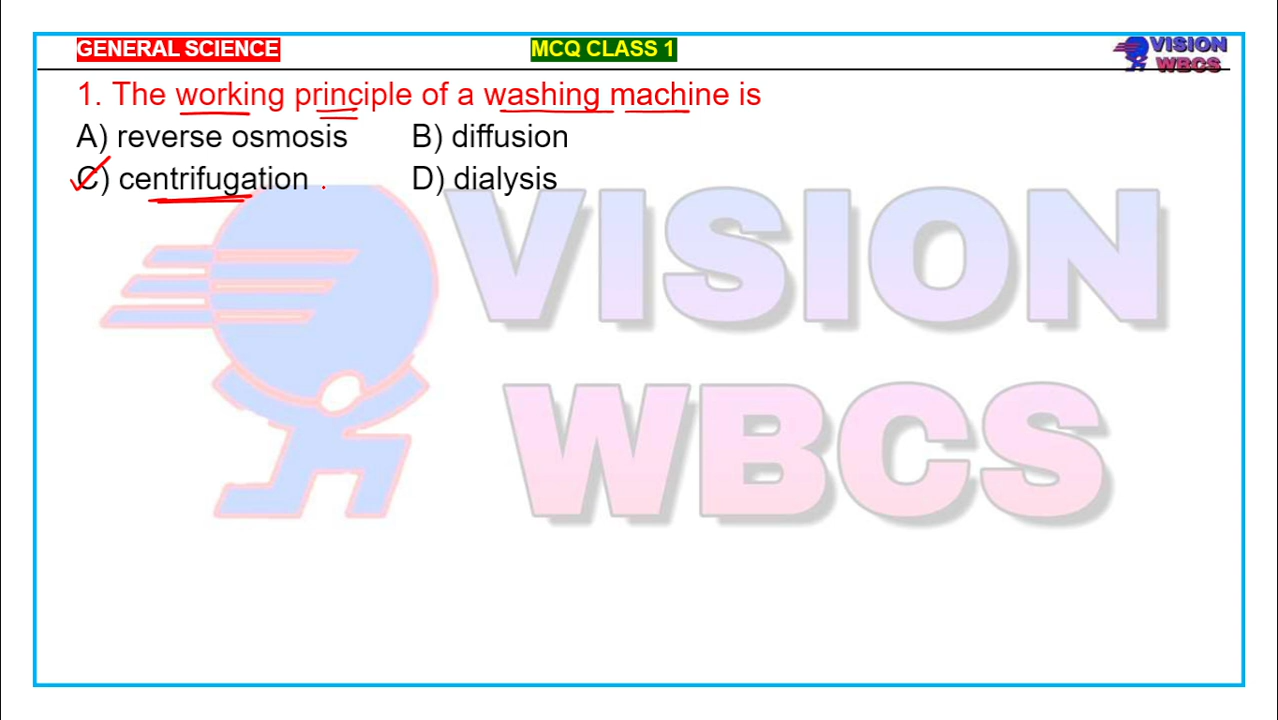 GENERAL SCIENCE MCQ CLASS 1 VISION WBCS
1. The working principle of a washing machine is
A) reverse osmosis B) diffusion
C) centrifugation D) dialysis
VISION
WBCS